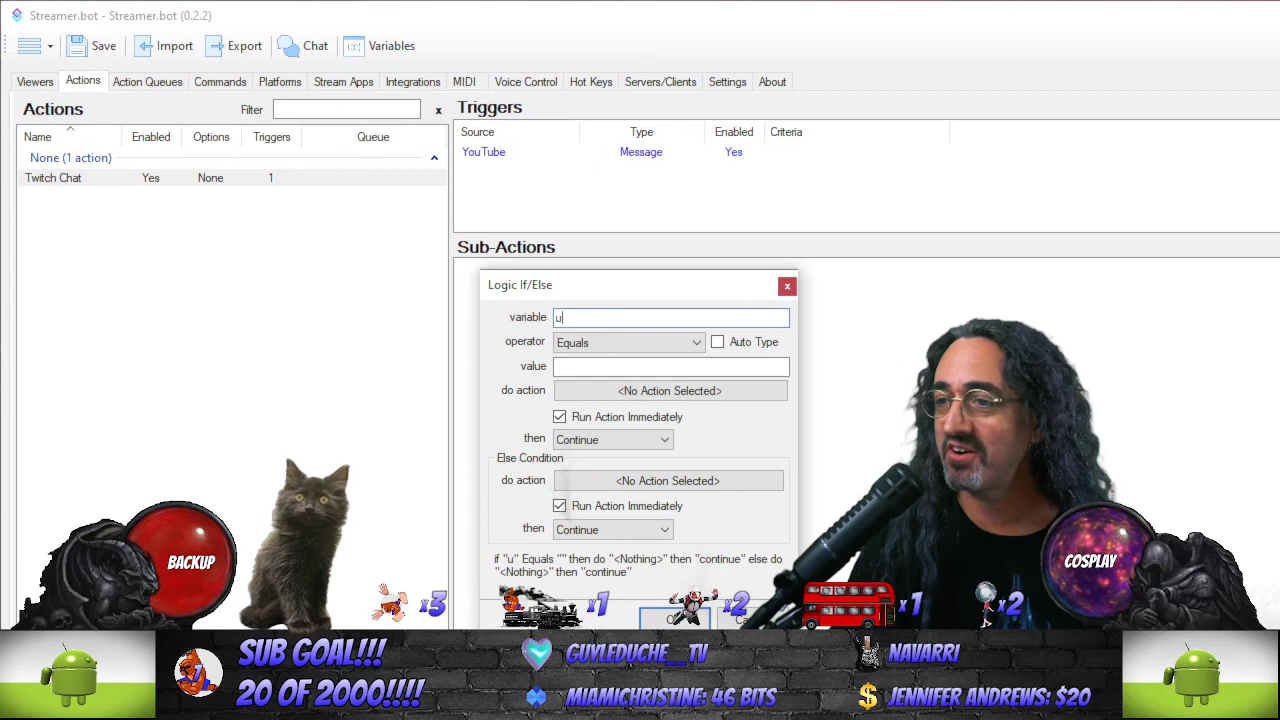 Streamer.bot - Streamer.bot (0.2.2)
Save Import Export Chat Variables
Viewers Actions Action Queues Commands Platforms Stream Apps Integrations MIDI Voice Control Hot Keys Servers/Clients Settings About
Actions Filter x
Name Enabled Options Triggers Queue
None (1 action)
Twitch Chat Yes None 1
Triggers
Source Type Enabled Criteria
YouTube Message Yes
Sub-Actions
Logic If/Else x
variable u
operator Equals Auto Type
value
do action <No Action Selected>
Run Action Immediately
then Continue
Else Condition
do action <No Action Selected>
Run Action Immediately
then Continue
if "u" Equals "" then do "<Nothing>" then "continue" else do
"<Nothing>" then "continue"
BACKUP
COSPLAY
x3
x1
x2
x1
x2
SUB GOAL!!!
20 OF 2000!!!!
GUYLEDUCHE__TV
MIAMICHRISTINE: 46 BITS
NAVARRI
JENNIFER ANDREWS: $20